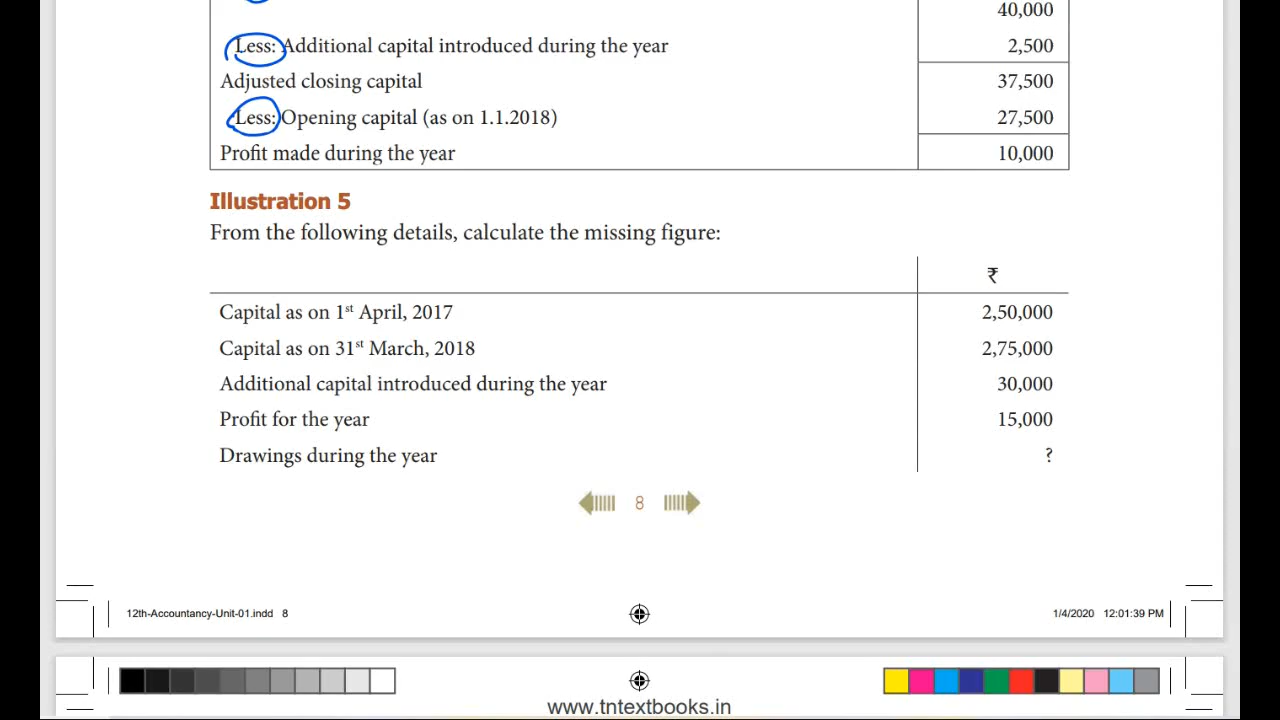 40,000
Less: Additional capital introduced during the year 2,500
Adjusted closing capital 37,500
Less: Opening capital (as on 1.1.2018) 27,500
Profit made during the year 10,000
Illustration 5
From the following details, calculate the missing figure:
₹
Capital as on 1st April, 2017 2,50,000
Capital as on 31st March, 2018 2,75,000
Additional capital introduced during the year 30,000
Profit for the year 15,000
Drawings during the year ?
8
12th-Accountancy-Unit-01.indd 8 1/4/2020 12:01:39 PM
www.tntextbooks.in